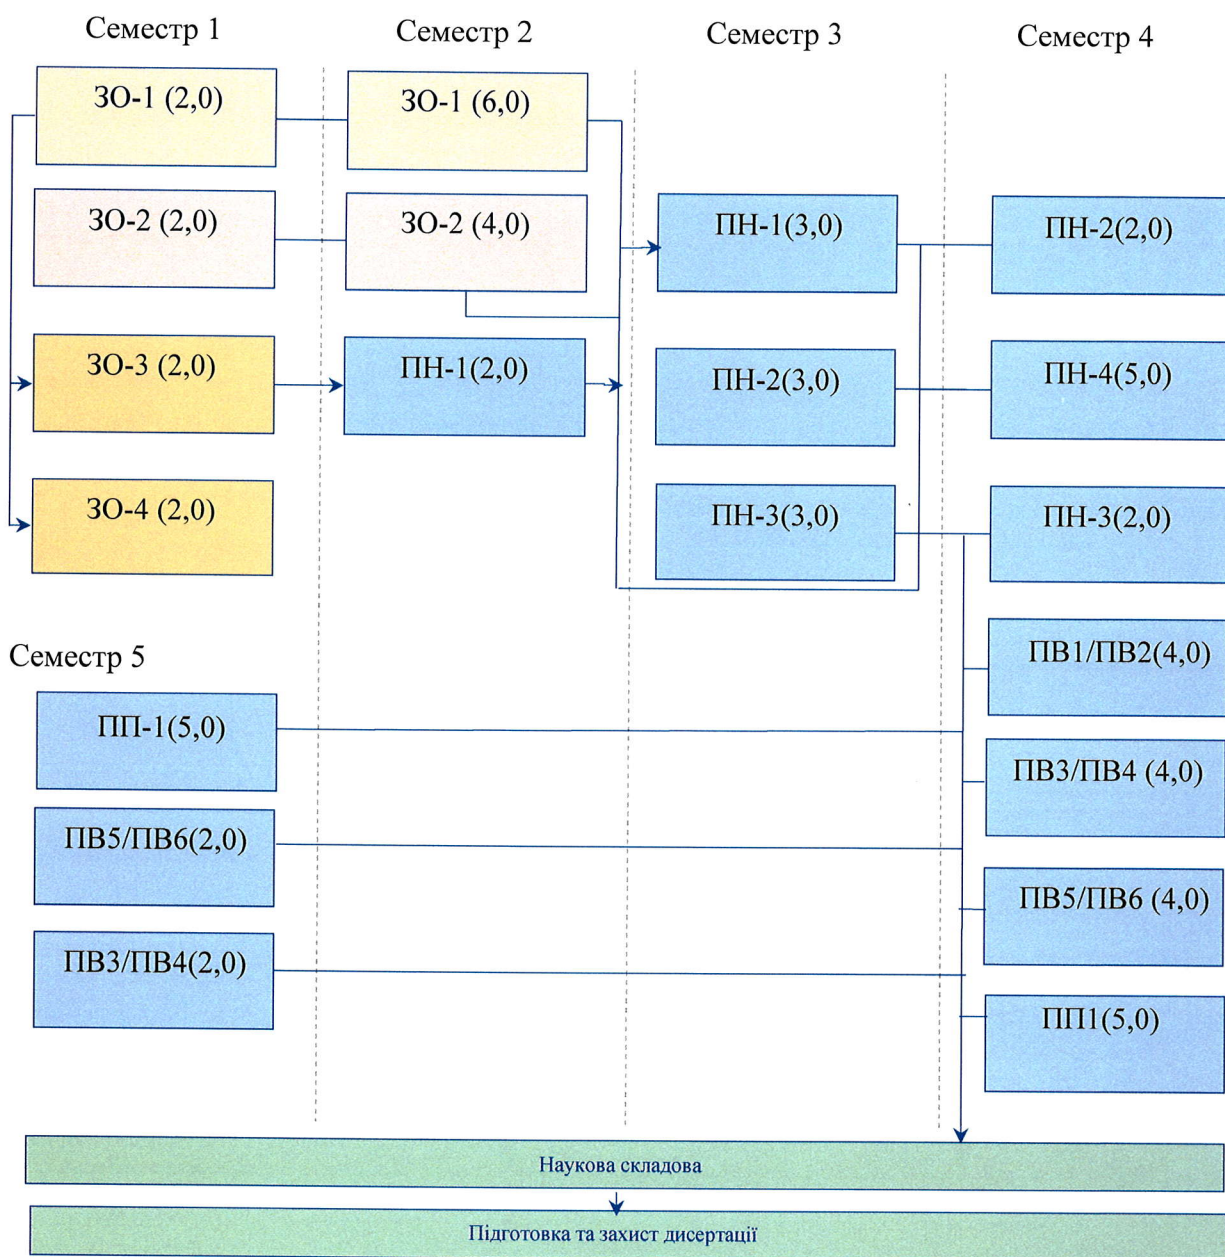 Семестр 1
Семестр 2
Семестр 3
Семестр 4
ЗО-1 (2,0)
ЗО-1 (6,0)
ЗО-2 (2,0)
ЗО-2 (4,0)
ПН-1(3,0)
ПН-2(2,0)
ЗО-3 (2,0)
ПН-1(2,0)
ПН-2(3,0)
ПН-4(5,0)
ЗО-4 (2,0)
ПН-3(3,0)
ПН-3(2,0)
Семестр 5
ПВ1/ПВ2(4,0)
ПП-1(5,0)
ПВ3/ПВ4 (4,0)
ПВ5/ПВ6(2,0)
ПВ5/ПВ6 (4,0)
ПВ3/ПВ4(2,0)
ПП1(5,0)
Наукова складова
Підготовка та захист дисертації